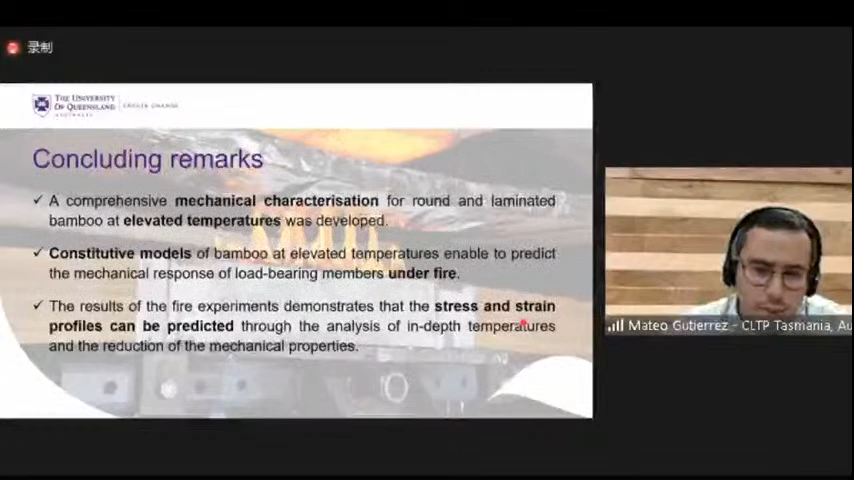 录制
THE UNIVERSITY
OF QUEENSLAND
AUSTRALIA
CREATE CHANGE
Concluding remarks
✓ A comprehensive mechanical characterisation for round and laminated
bamboo at elevated temperatures was developed.
✓ Constitutive models of bamboo at elevated temperatures enable to predict
the mechanical response of load-bearing members under fire.
✓ The results of the fire experiments demonstrates that the stress and strain
profiles can be predicted through the analysis of in-depth temperatures
and the reduction of the mechanical properties.
Mateo Gutierrez - CLTP Tasmania, Au